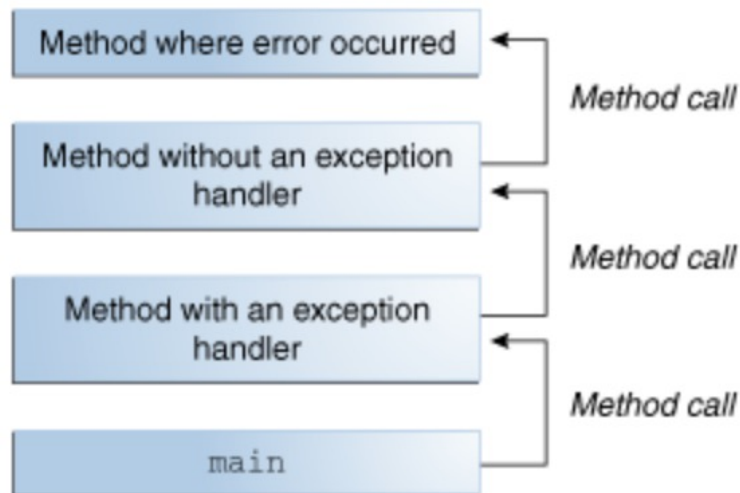 Method where error occurred
Method call
Method without an exception
handler
Method call
Method with an exception
handler
Method call
main